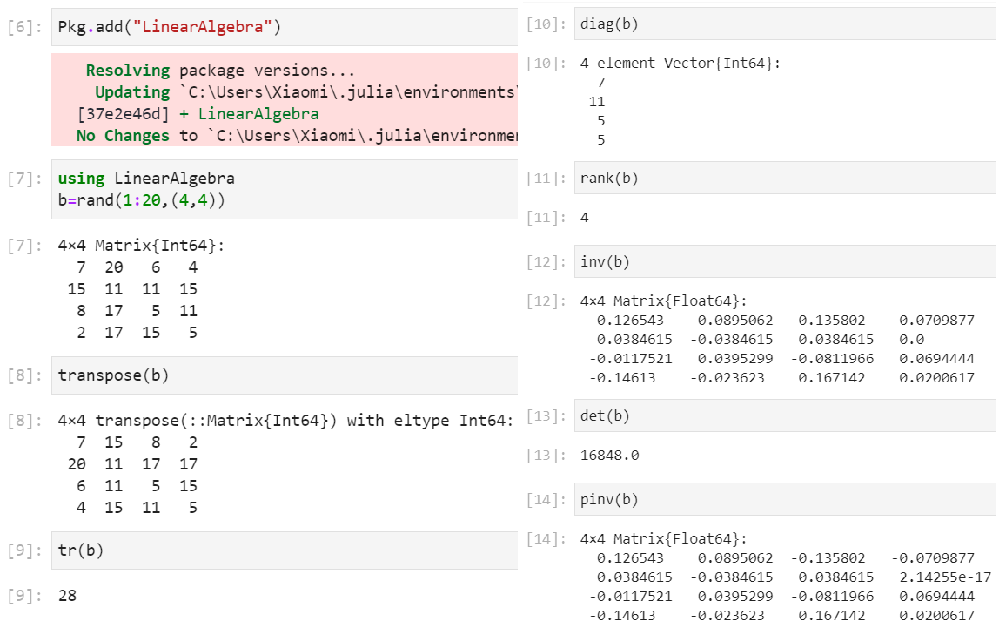 [6]: Pkg.add("LinearAlgebra")
Resolving package versions...
Updating `C:\Users\Xiaomi\.julia\environments\
[37e2e46d] + LinearAlgebra
No Changes to `C:\Users\Xiaomi\.julia\environme
[7]: using LinearAlgebra
b=rand(1:20,(4,4))
[7]: 4×4 Matrix{Int64}:
7 20 6 4
15 11 11 15
8 17 5 11
2 17 15 5
[8]: transpose(b)
[8]: 4×4 transpose(::Matrix{Int64}) with eltype Int64:
7 15 8 2
20 11 17 17
6 11 5 15
4 15 11 5
[9]: tr(b)
[9]: 28
[10]: diag(b)
[10]: 4-element Vector{Int64}:
7
11
5
5
[11]: rank(b)
[11]: 4
[12]: inv(b)
[12]: 4×4 Matrix{Float64}:
0.126543 0.0895062 -0.135802 -0.0709877
0.0384615 -0.0384615 0.0384615 0.0
-0.0117521 0.0395299 -0.0811966 0.0694444
-0.14613 -0.023623 0.167142 0.0200617
[13]: det(b)
[13]: 16848.0
[14]: pinv(b)
[14]: 4×4 Matrix{Float64}:
0.126543 0.0895062 -0.135802 -0.0709877
0.0384615 -0.0384615 0.0384615 2.14255e-17
-0.0117521 0.0395299 -0.0811966 0.0694444
-0.14613 -0.023623 0.167142 0.0200617